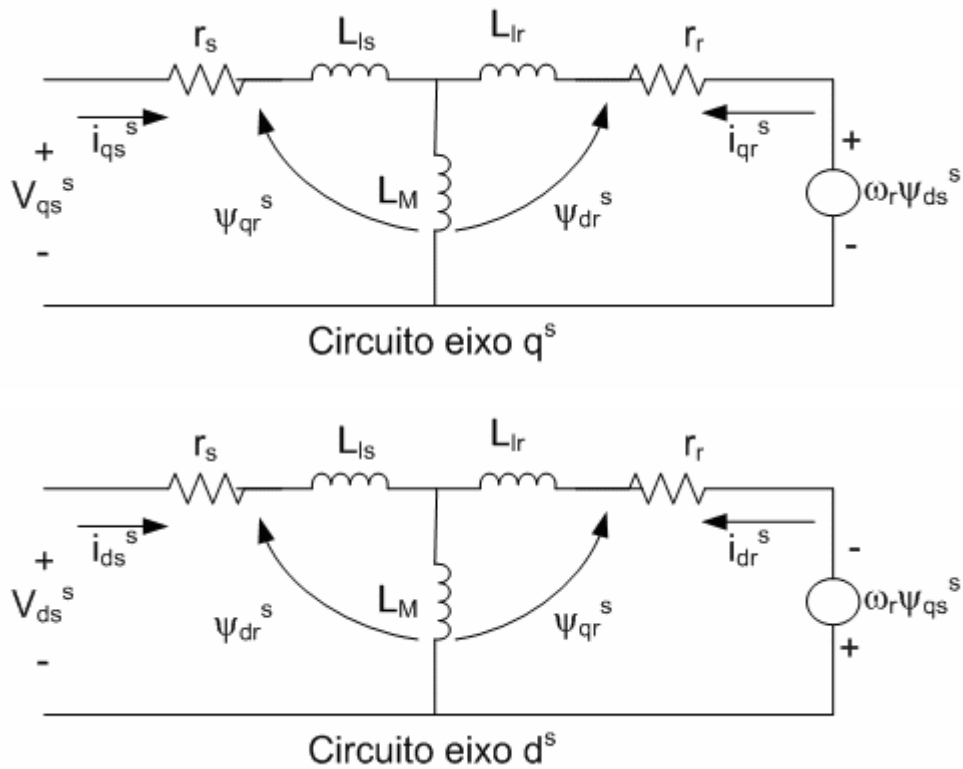 r_s L_ls L_lr r_r
i_qs^s i_qr^s
+ +
V_qs^s ψ_qr^s L_M ψ_dr^s ω_rψ_ds^s
- -
Circuito eixo q^s
r_s L_ls L_lr r_r
i_ds^s i_dr^s
+ -
V_ds^s ψ_dr^s L_M ψ_qr^s ω_rψ_qs^s
- +
Circuito eixo d^s